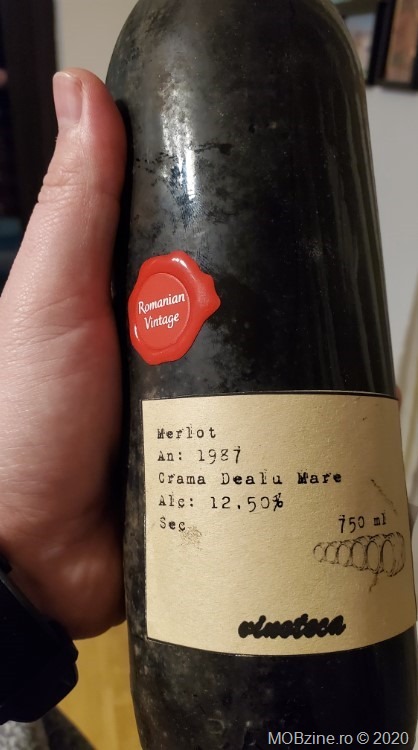 Romanian
Vintage
Merlot
An: 1987
Crama Dealu Mare
Alc: 12.50%
Sec
750 ml
vinoteca
MOBzine.ro © 2020